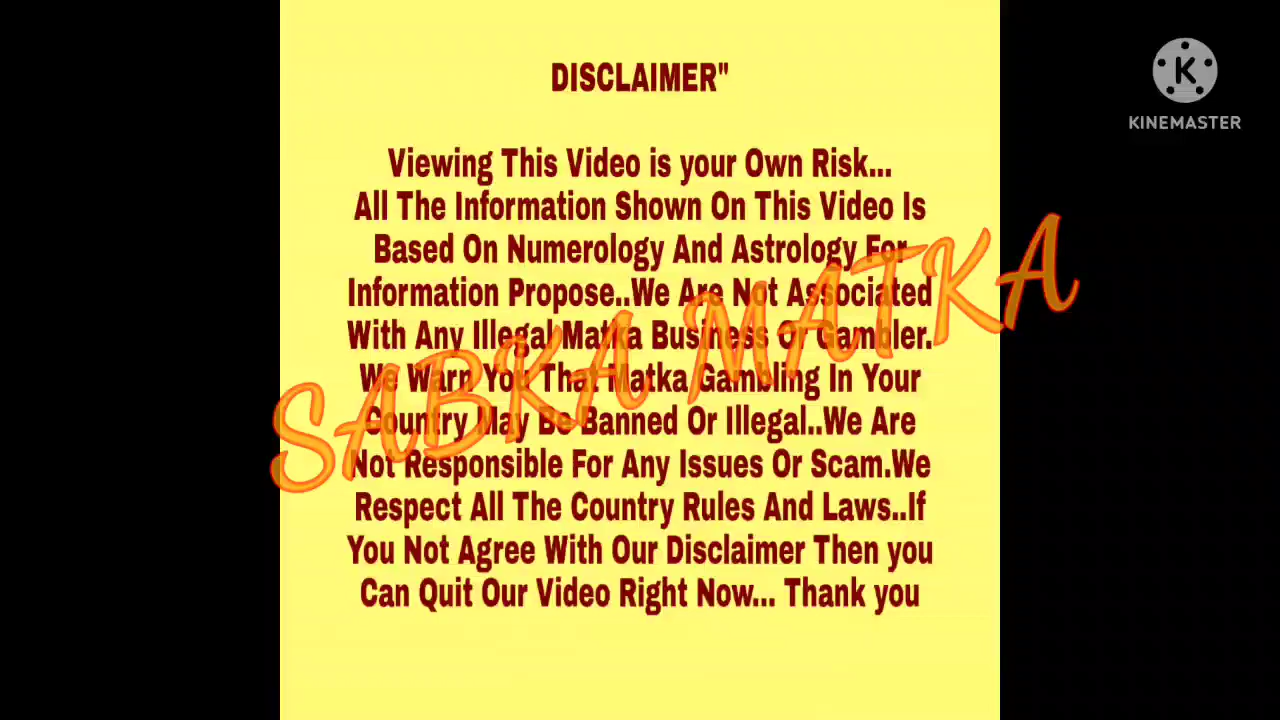 DISCLAIMER"
KINEMASTER
Viewing This Video is your Own Risk...
All The Information Shown On This Video Is
Based On Numerology And Astrology For
Information Propose..We Are Not Associated
With Any Illegal Matka Business Or Gambler.
We Warn You That Matka Gambling In Your
Country May Be Banned Or Illegal..We Are
Not Responsible For Any Issues Or Scam.We
Respect All The Country Rules And Laws..If
You Not Agree With Our Disclaimer Then you
Can Quit Our Video Right Now... Thank you
SABKA MATKA